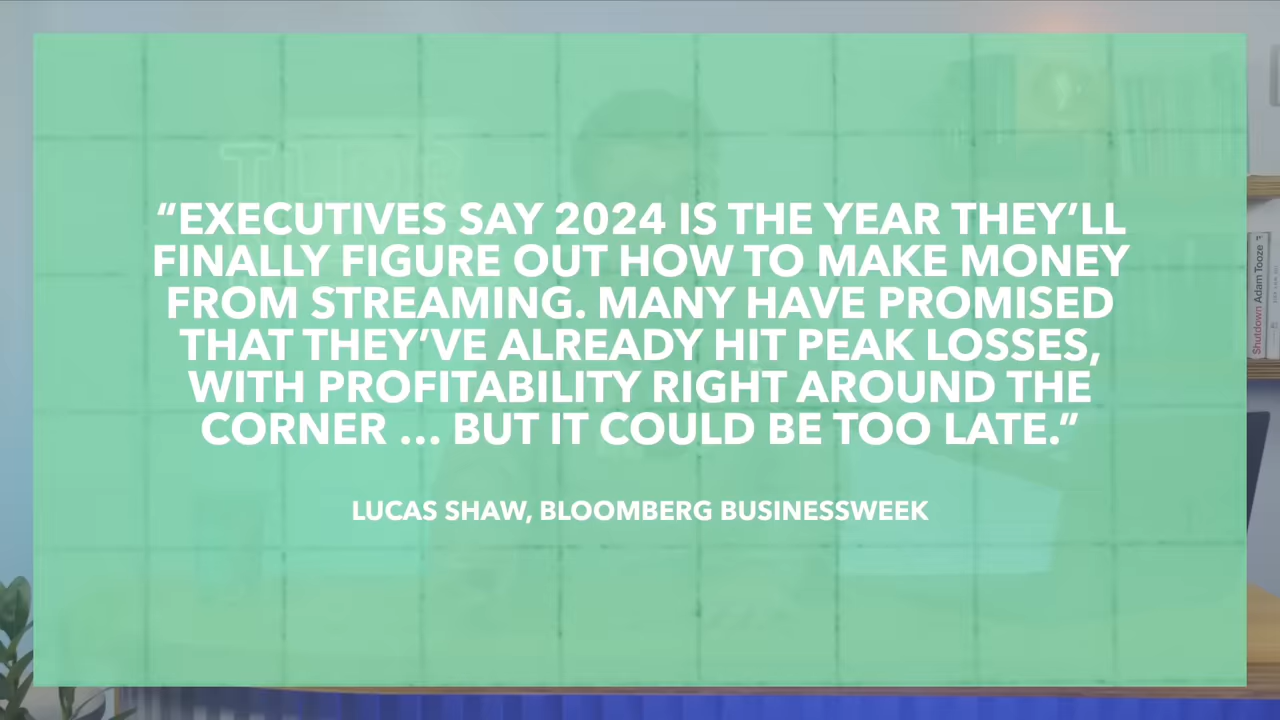 “EXECUTIVES SAY 2024 IS THE YEAR THEY’LL
FINALLY FIGURE OUT HOW TO MAKE MONEY
FROM STREAMING. MANY HAVE PROMISED
THAT THEY’VE ALREADY HIT PEAK LOSSES,
WITH PROFITABILITY RIGHT AROUND THE
CORNER … BUT IT COULD BE TOO LATE.”
LUCAS SHAW, BLOOMBERG BUSINESSWEEK
Shutdown Adam Tooze